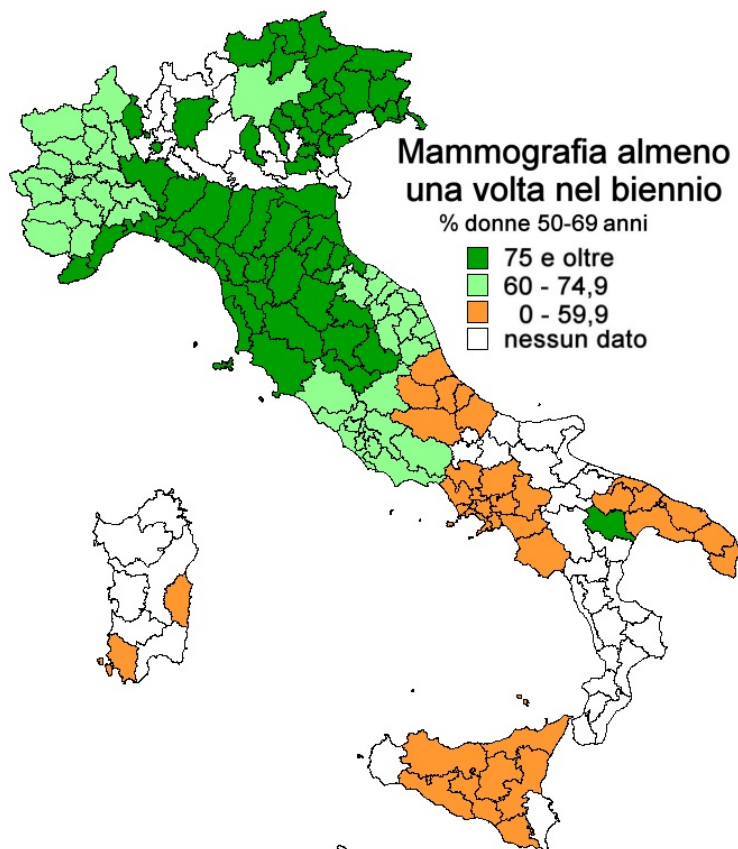 Mammografia almeno
una volta nel biennio
% donne 50-69 anni
75 e oltre
60 - 74,9
0 - 59,9
nessun dato